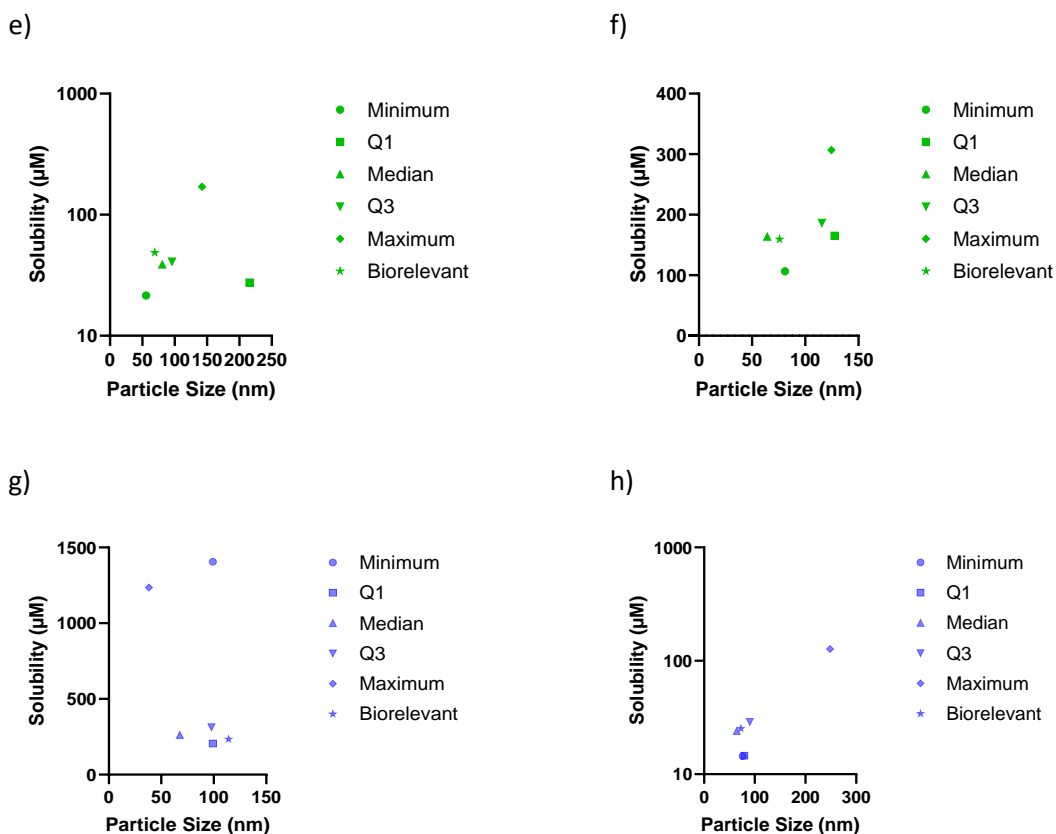 e)
Solubility (µM)
1000
100
10
0 50 100 150 200 250
Particle Size (nm)
Minimum
Q1
Median
Q3
Maximum
Biorelevant
f)
Solubility (µM)
400
300
200
100
0
0 50 100 150
Particle Size (nm)
Minimum
Q1
Median
Q3
Maximum
Biorelevant
g)
Solubility (µM)
1500
1000
500
0
0 50 100 150
Particle Size (nm)
Minimum
Q1
Median
Q3
Maximum
Biorelevant
h)
Solubility (µM)
1000
100
10
0 100 200 300
Particle Size (nm)
Minimum
Q1
Median
Q3
Maximum
Biorelevant